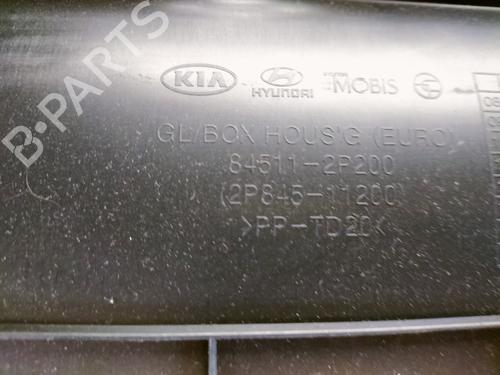 KIA HYUNDAI MOBIS
GL/BOX HOUS'G (EURO)
84511-2P200
(2P845-11200)
>PP-TD20<
B-PARTS